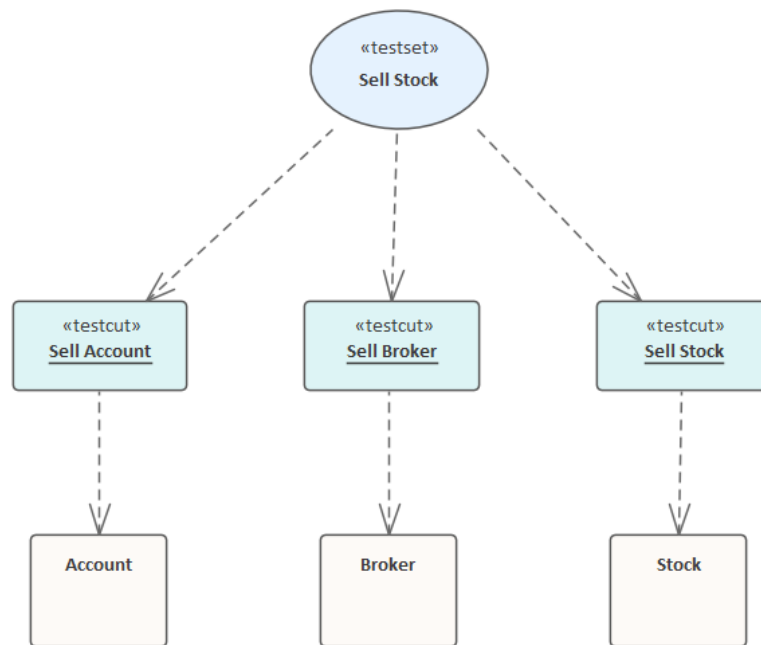 «testset»
Sell Stock
«testcut»
Sell Account
«testcut»
Sell Broker
«testcut»
Sell Stock
Account
Broker
Stock